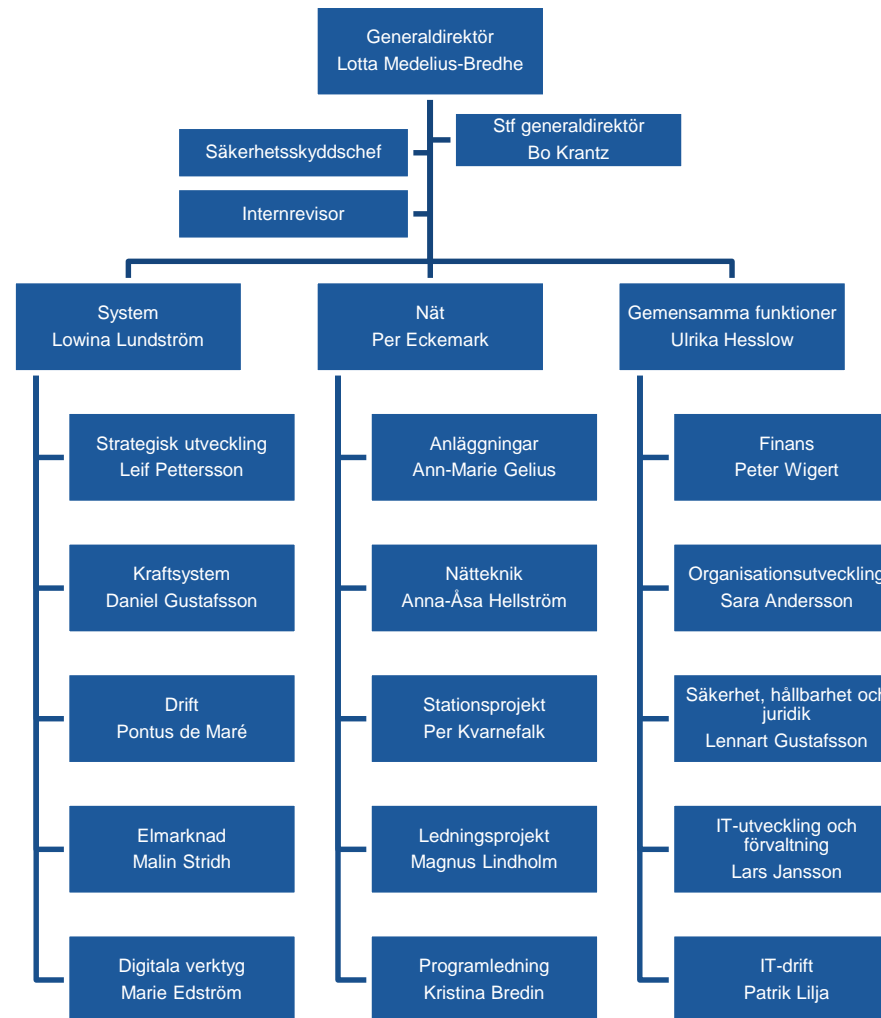 Generaldirektör
Lotta Medelius-Bredhe
Stf generaldirektör
Bo Krantz
Säkerhetsskyddschef
Internrevisor
System
Lowina Lundström
Nät
Per Eckemark
Gemensamma funktioner
Ulrika Hesslow
Strategisk utveckling
Leif Pettersson
Anläggningar
Ann-Marie Gelius
Finans
Peter Wigert
Kraftsystem
Daniel Gustafsson
Nätteknik
Anna-Åsa Hellström
Organisationsutveckling
Sara Andersson
Drift
Pontus de Maré
Stationsprojekt
Per Kvarnefalk
Säkerhet, hållbarhet och
juridik
Lennart Gustafsson
Elmarknad
Malin Stridh
Ledningsprojekt
Magnus Lindholm
IT-utveckling och
förvaltning
Lars Jansson
Digitala verktyg
Marie Edström
Programledning
Kristina Bredin
IT-drift
Patrik Lilja